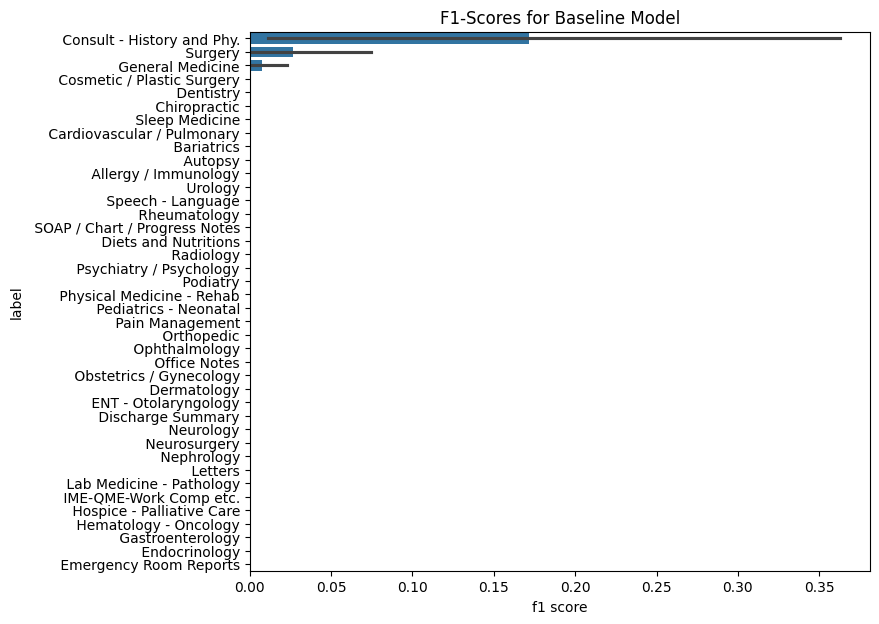 F1-Scores for Baseline Model
Consult - History and Phy.
Surgery
General Medicine
Cosmetic / Plastic Surgery
Dentistry
Chiropractic
Sleep Medicine
Cardiovascular / Pulmonary
Bariatrics
Autopsy
Allergy / Immunology
Urology
Speech - Language
Rheumatology
SOAP / Chart / Progress Notes
Diets and Nutritions
Radiology
Psychiatry / Psychology
Podiatry
Physical Medicine - Rehab
Pediatrics - Neonatal
Pain Management
Orthopedic
Ophthalmology
Office Notes
Obstetrics / Gynecology
Dermatology
ENT - Otolaryngology
Discharge Summary
Neurology
Neurosurgery
Nephrology
Letters
Lab Medicine - Pathology
IME-QME-Work Comp etc.
Hospice - Palliative Care
Hematology - Oncology
Gastroenterology
Endocrinology
Emergency Room Reports
label
0.00 0.05 0.10 0.15 0.20 0.25 0.30 0.35
f1 score